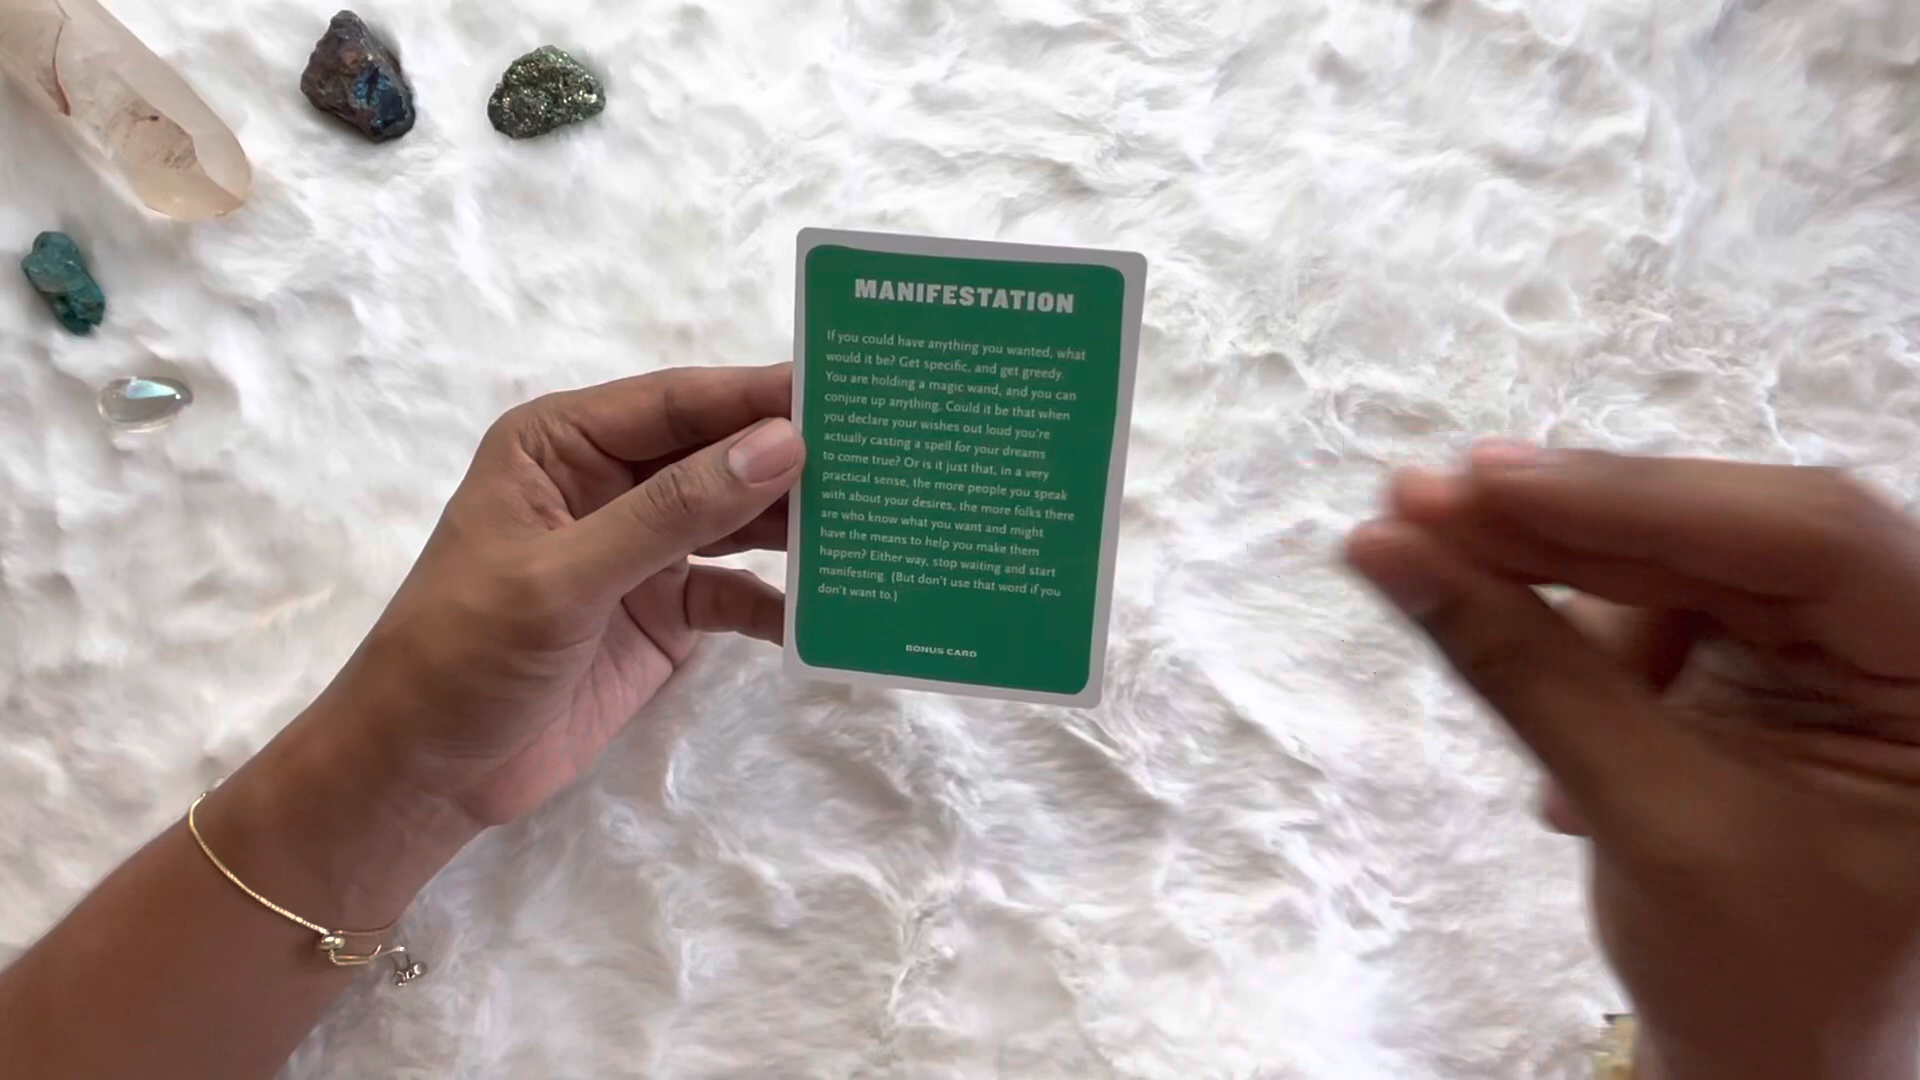 MANIFESTATION
If you could have anything you wanted, what
would it be? Get specific, and get greedy.
You are holding a magic wand, and you can
conjure up anything. Could it be that when
you declare your wishes out loud you're
actually casting a spell for your dreams
to come true? Or is it just that, in a very
practical sense, the more people you speak
with about your desires, the more folks there
are who know what you want and might
have the means to help you make them
happen? Either way, stop waiting and start
manifesting. (But don't use that word if you
don't want to.)
BONUS CARD